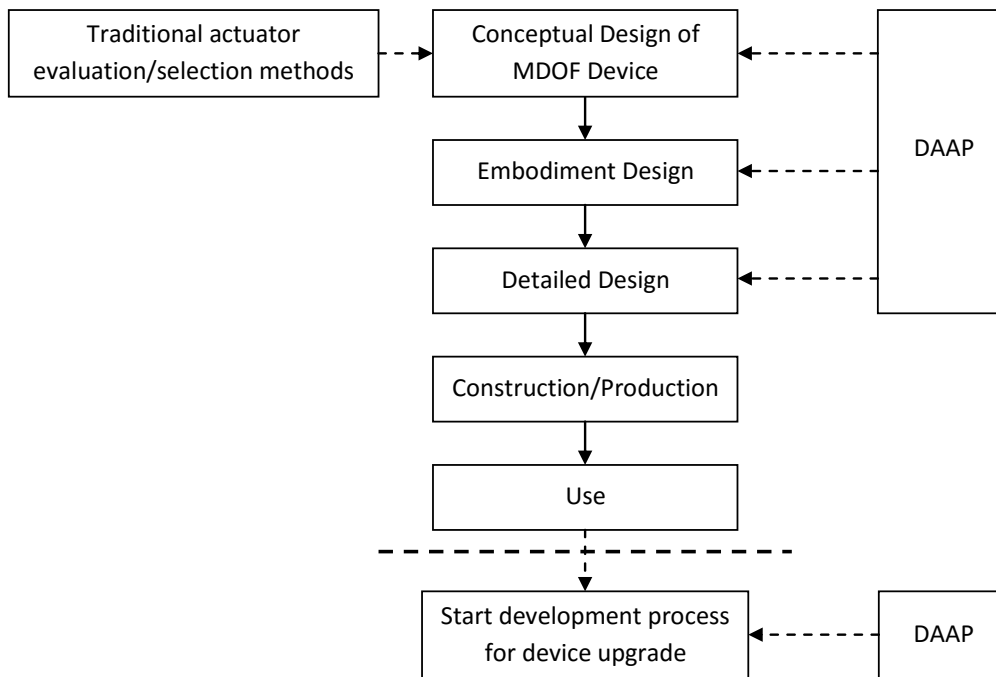 Traditional actuator
evaluation/selection methods
Conceptual Design of
MDOF Device
DAAP
Embodiment Design
Detailed Design
Construction/Production
Use
Start development process
for device upgrade
DAAP